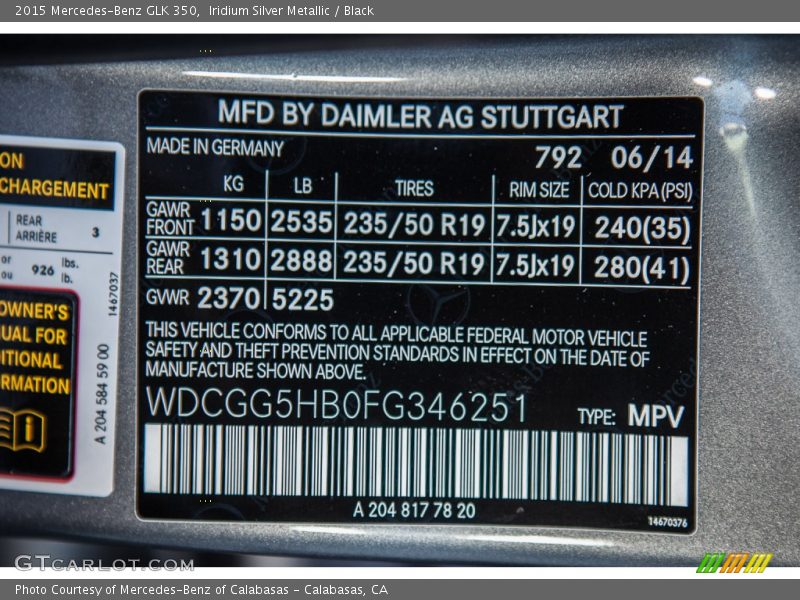 2015 Mercedes-Benz GLK 350,  Iridium Silver Metallic / Black
MFD BY DAIMLER AG STUTTGART
MADE IN GERMANY
792 06/14
KG LB TIRES RIM SIZE COLD KPA(PSI)
GAWR FRONT 1150 2535 235/50 R19 7.5Jx19 240(35)
GAWR REAR 1310 2888 235/50 R19 7.5Jx19 280(41)
GVWR 2370 5225
THIS VEHICLE CONFORMS TO ALL APPLICABLE FEDERAL MOTOR VEHICLE
SAFETY AND THEFT PREVENTION STANDARDS IN EFFECT ON THE DATE OF
MANUFACTURE SHOWN ABOVE.
WDCGG5HB0FG346251
TYPE: MPV
A 204 817 78 20
14670376
ON
CHARGEMENT
REAR
ARRIÈRE
3
or
ou
926
lbs.
lb.
1467037
OWNER'S
UAL FOR
ITIONAL
RMATION
A 204 584 59 00
GTCARLOT.COM
Photo Courtesy of Mercedes-Benz of Calabasas - Calabasas, CA